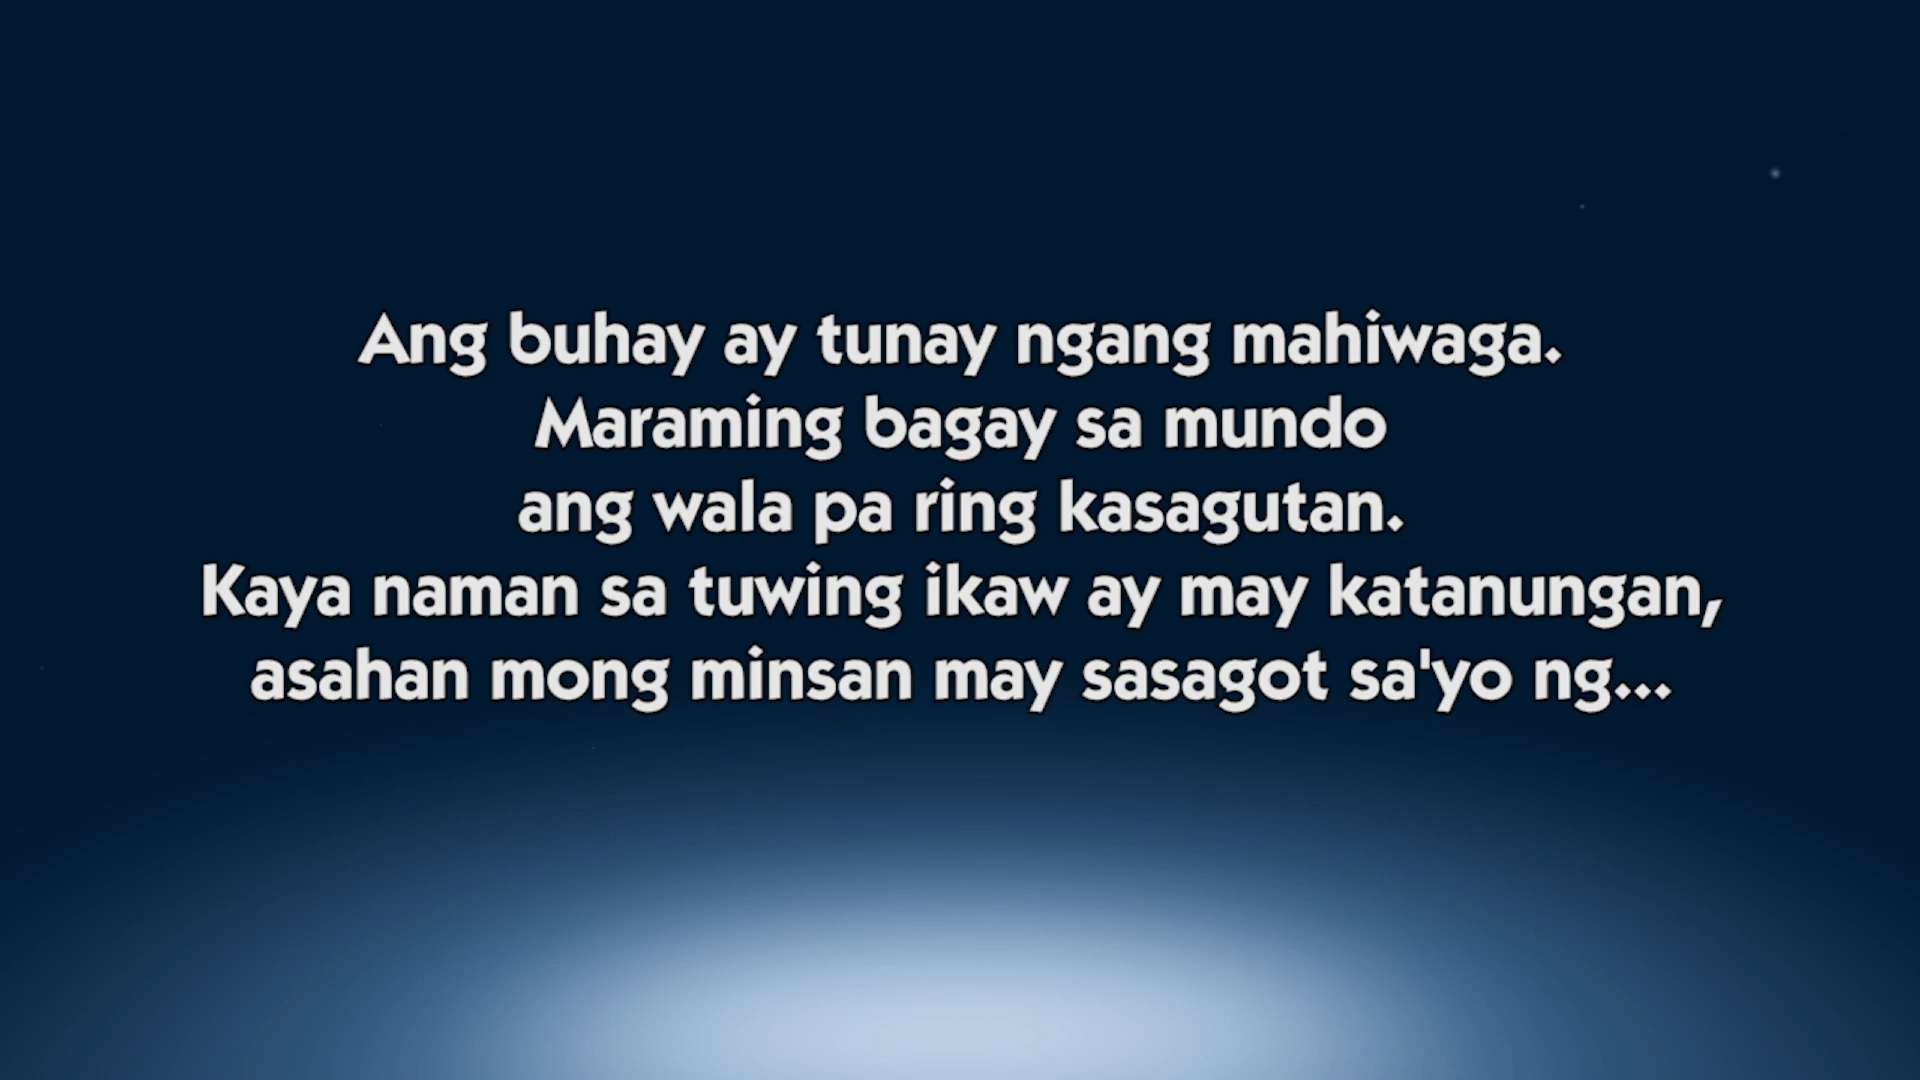 Ang buhay ay tunay ngang mahiwaga.
Maraming bagay sa mundo
ang wala pa ring kasagutan.
Kaya naman sa tuwing ikaw ay may katanungan,
asahan mong minsan may sasagot sa'yo ng...